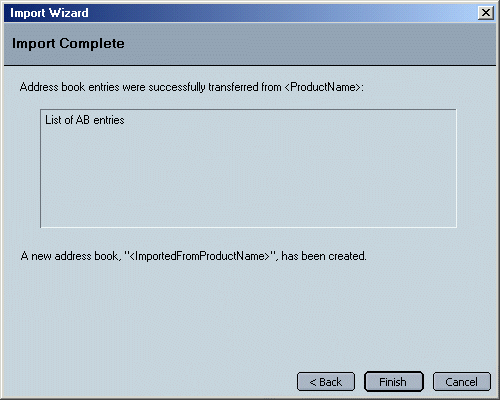 Import Wizard
Import Complete
Address book entries were successfully transferred from <ProductName>:
List of AB entries
A new address book, "<ImportedFromProductName>", has been created.
< Back
Finish
Cancel